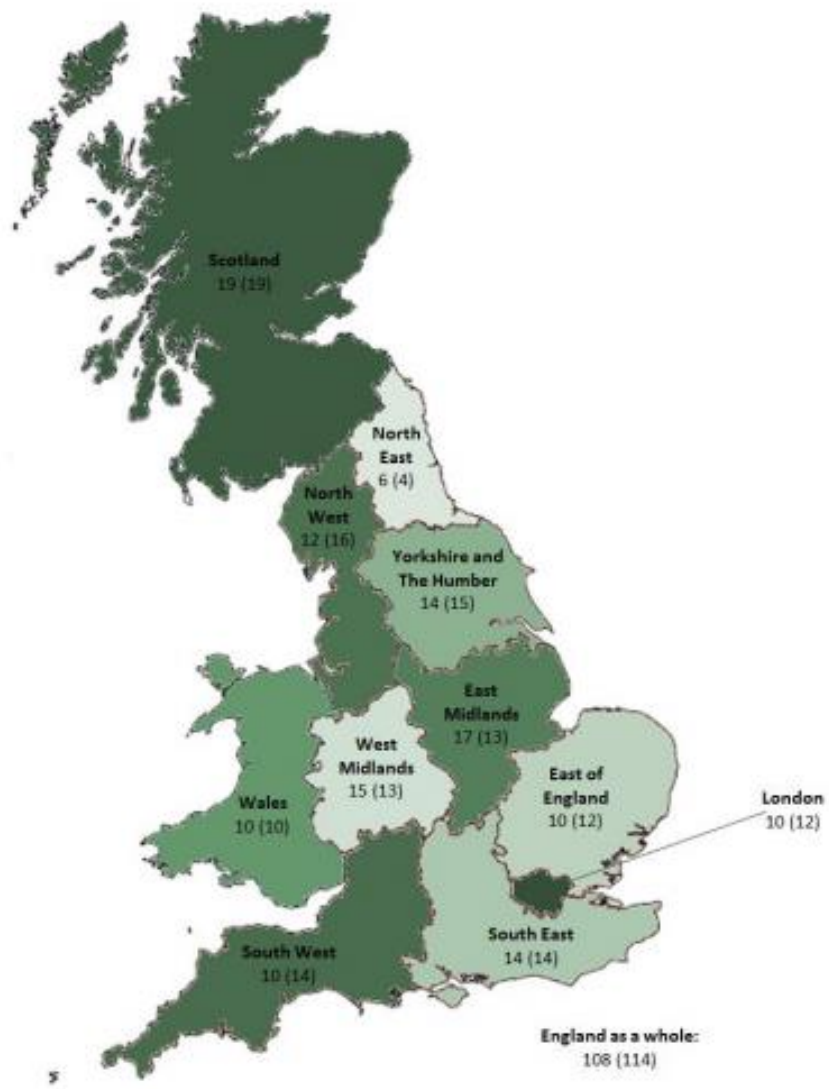 Scotland
19 (19)
North
East
6 (4)
North
West
12 (16)
Yorkshire and
The Humber
14 (15)
East
Midlands
17 (13)
West
Midlands
15 (13)
East of
England
10 (12)
London
10 (12)
Wales
10 (10)
South East
14 (14)
South West
10 (14)
England as a whole:
108 (114)